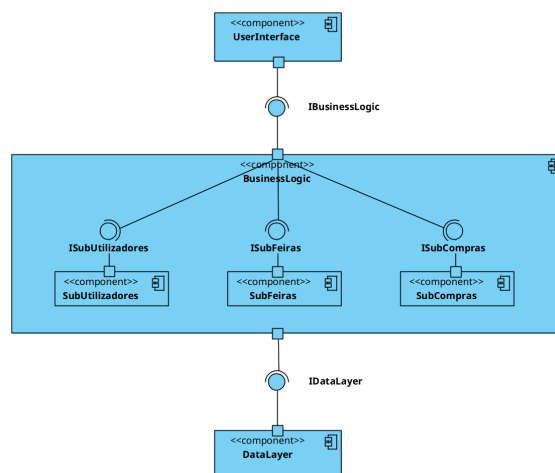 <<component>>
UserInterface
IBusinessLogic
<<component>>
BusinessLogic
ISubUtilizadores
ISubFeiras
ISubCompras
<<component>>
SubUtilizadores
<<component>>
SubFeiras
<<component>>
SubCompras
IDataLayer
<<component>>
DataLayer